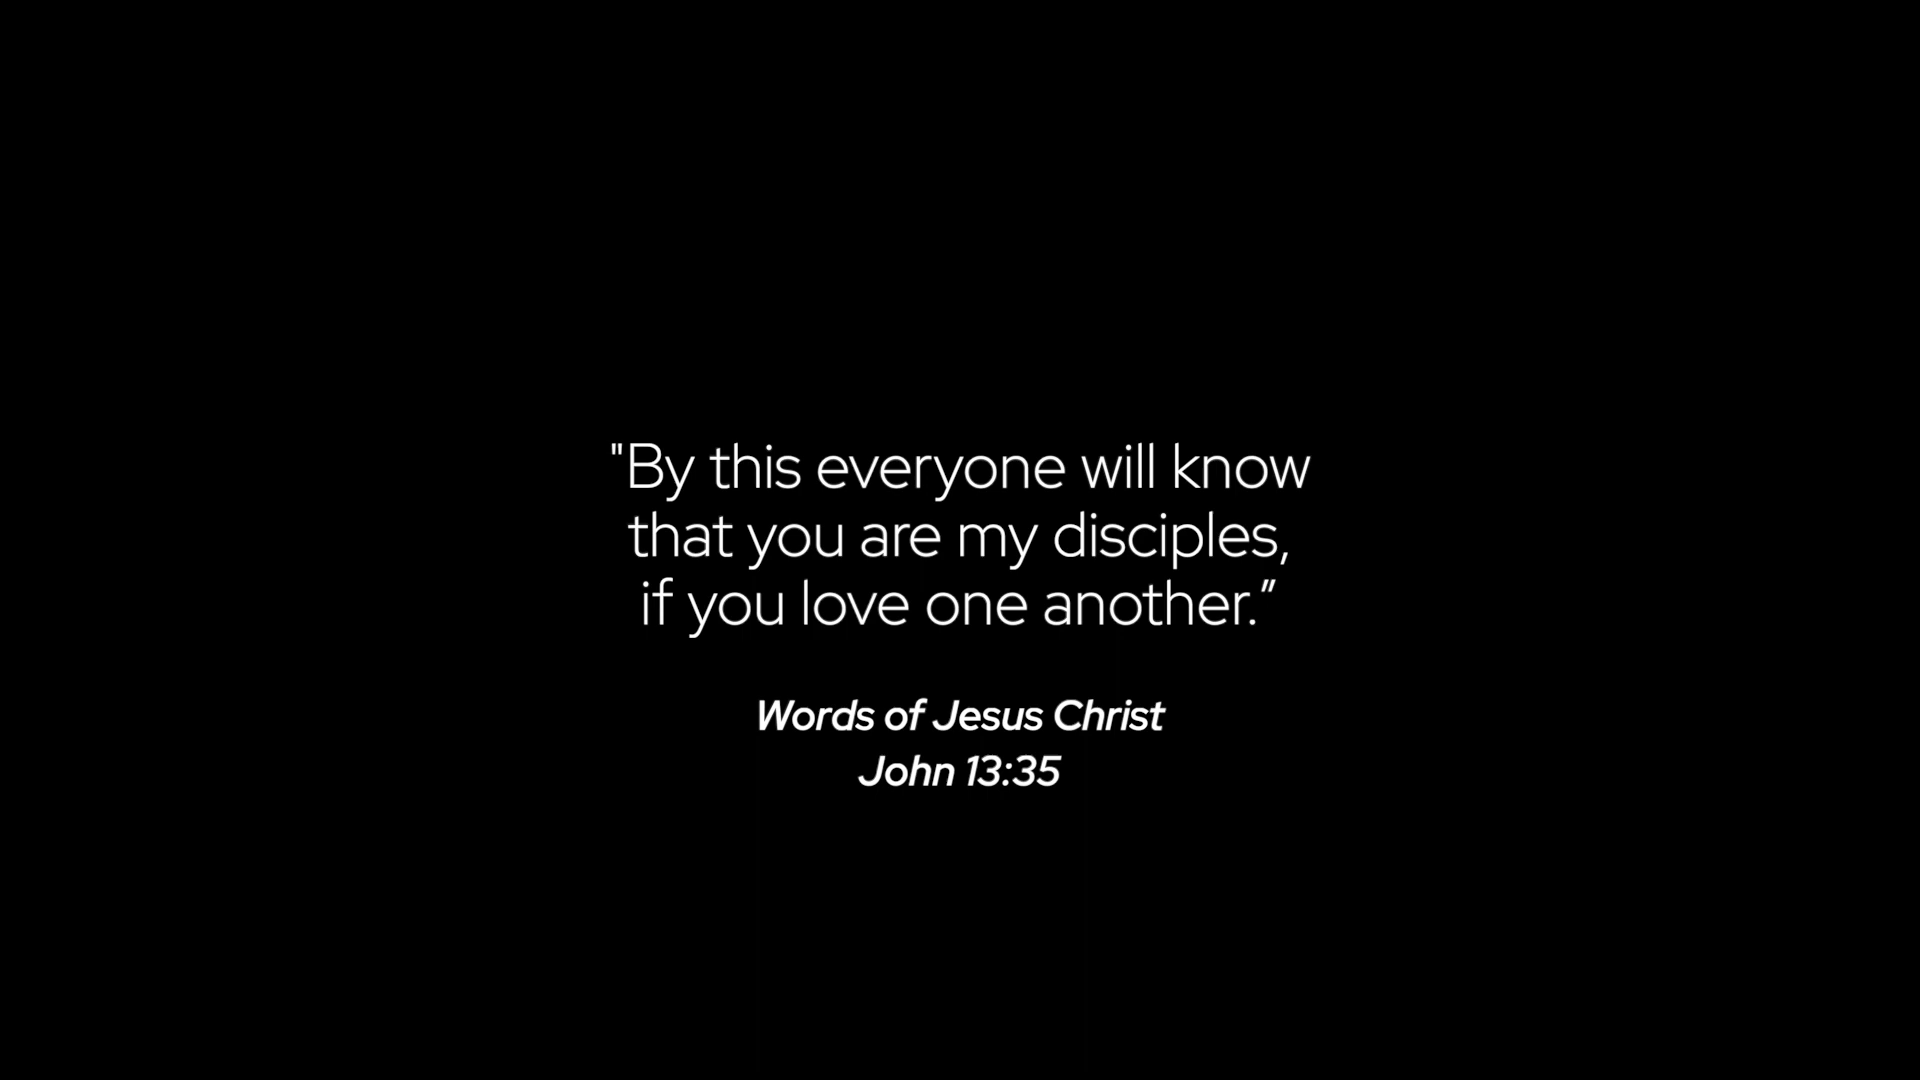 "By this everyone will know
that you are my disciples,
if you love one another.”
Words of Jesus Christ
John 13:35